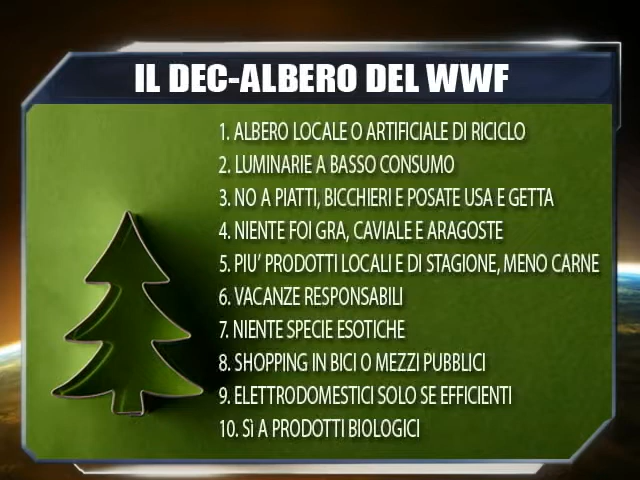 IL DEC-ALBERO DEL WWF
1. ALBERO LOCALE O ARTIFICIALE DI RICICLO
2. LUMINARIE A BASSO CONSUMO
3. NO A PIATTI, BICCHIERI E POSATE USA E GETTA
4. NIENTE FOI GRA, CAVIALE E ARAGOSTE
5. PIU' PRODOTTI LOCALI E DI STAGIONE, MENO CARNE
6. VACANZE RESPONSABILI
7. NIENTE SPECIE ESOTICHE
8. SHOPPING IN BICI O MEZZI PUBBLICI
9. ELETTRODOMESTICI SOLO SE EFFICIENTI
10. Sì A PRODOTTI BIOLOGICI